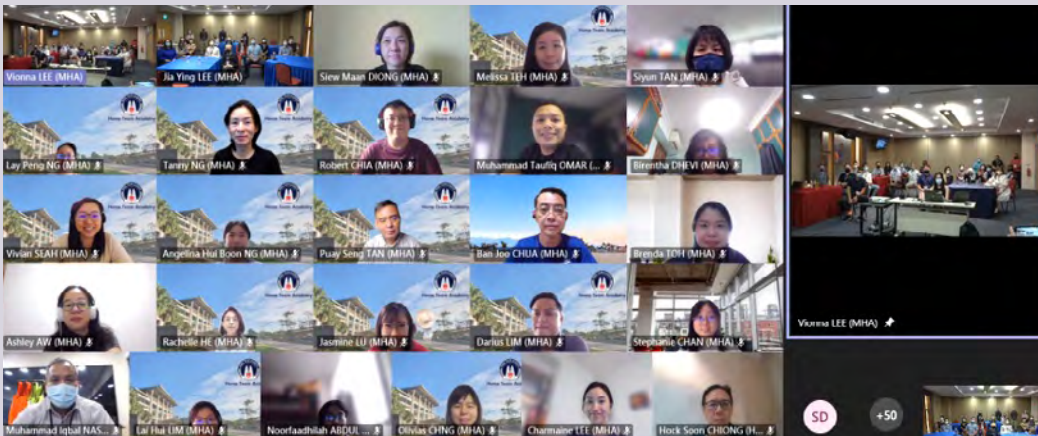 Vionna LEE (MHA)
Jia Ying LEE (MHA)
Siew Maan DIONG (MHA)
Melissa TEH (MHA)
Siyun TAN (MHA)
Lay Peng NG (MHA)
Tanny NG (MHA)
Robert CHIA (MHA)
Muhammad Taufiq OMAR (...
Birentha DHEVI (MHA)
Vivian SEAH (MHA)
Angelina Hui Boon NG (MHA)
Puay Seng TAN (MHA)
Ban Joo CHUA (MHA)
Brenda TOH (MHA)
Ashley AW (MHA)
Rachelle HE (MHA)
Jasmine LU (MHA)
Darius LIM (MHA)
Stephanie CHAN (MHA)
Vionna LEE (MHA)
Muhammad Iqbal NAS...
Lai Hui LIM (MHA)
Noorfaadhilah ABDUL ...
Olivias CHNG (MHA)
Charmaine LEE (MHA)
Hock Soon CHIONG (H...
SD
+50
Home Team Academy